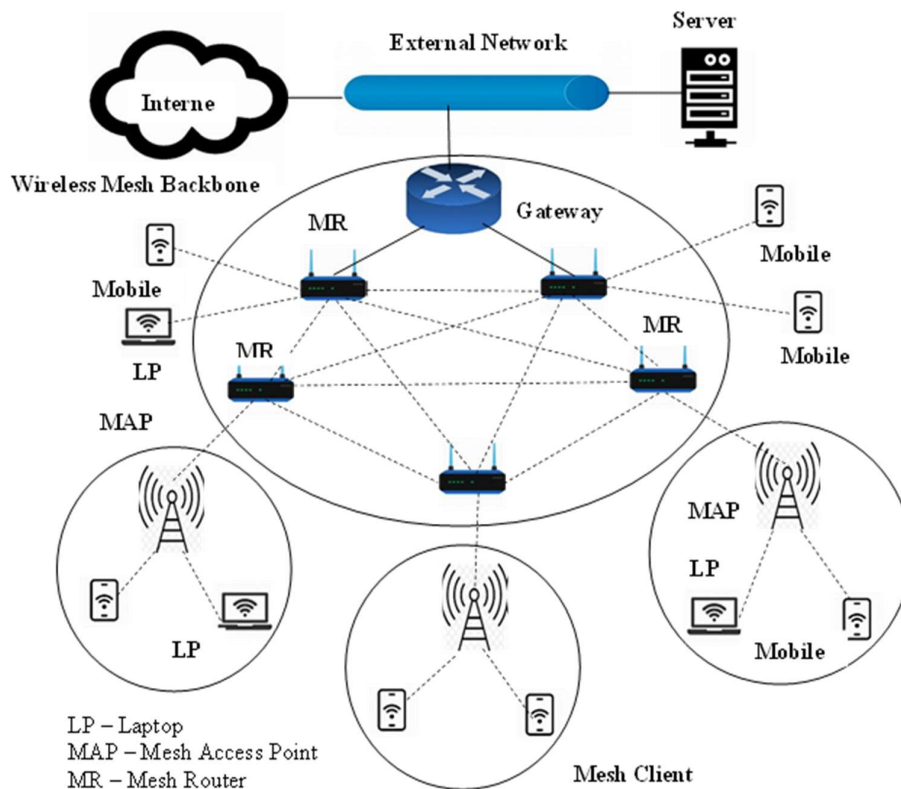 Server
External Network
Interne
Wireless Mesh Backbone
MR
Gateway
Mobile
Mobile
LP
MR
MR
Mobile
MAP
MAP
LP
LP
Mobile
LP – Laptop
MAP – Mesh Access Point
MR – Mesh Router
Mesh Client